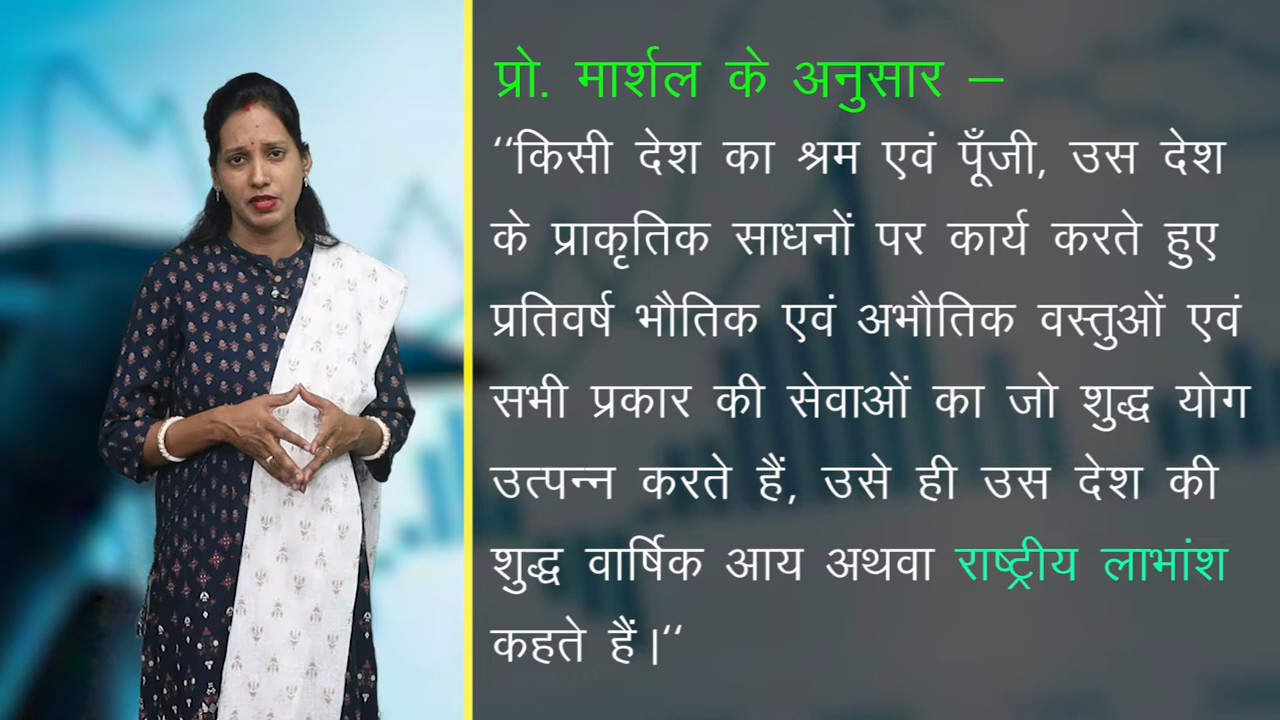 प्रो. मार्शल के अनुसार –
‘‘किसी देश का श्रम एवं पूँजी, उस देश
के प्राकृतिक साधनों पर कार्य करते हुए
प्रतिवर्ष भौतिक एवं अभौतिक वस्तुओं एवं
सभी प्रकार की सेवाओं का जो शुद्ध योग
उत्पन्न करते हैं, उसे ही उस देश की
शुद्ध वार्षिक आय अथवा राष्ट्रीय लाभांश
कहते हैं।‘‘